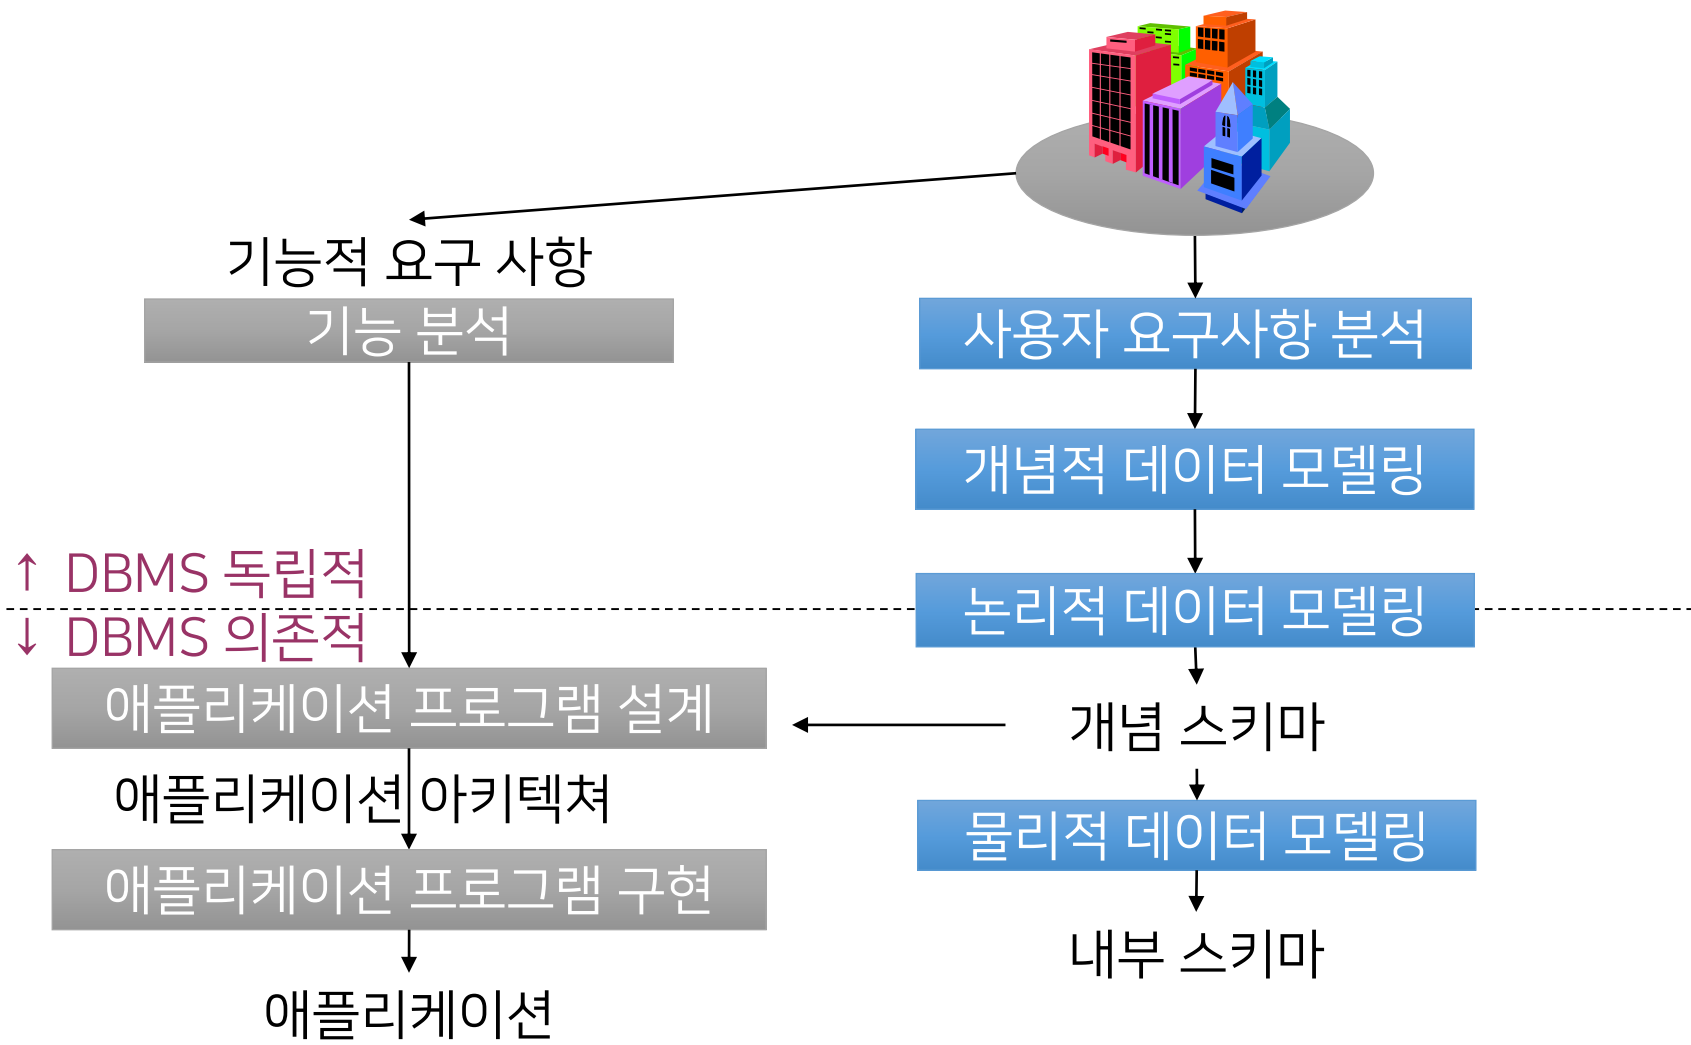 기능적 요구 사항
기능 분석
사용자 요구사항 분석
개념적 데이터 모델링
↑ DBMS 독립적
논리적 데이터 모델링
↓ DBMS 의존적
애플리케이션 프로그램 설계
개념 스키마
애플리케이션 아키텍쳐
물리적 데이터 모델링
애플리케이션 프로그램 구현
내부 스키마
애플리케이션